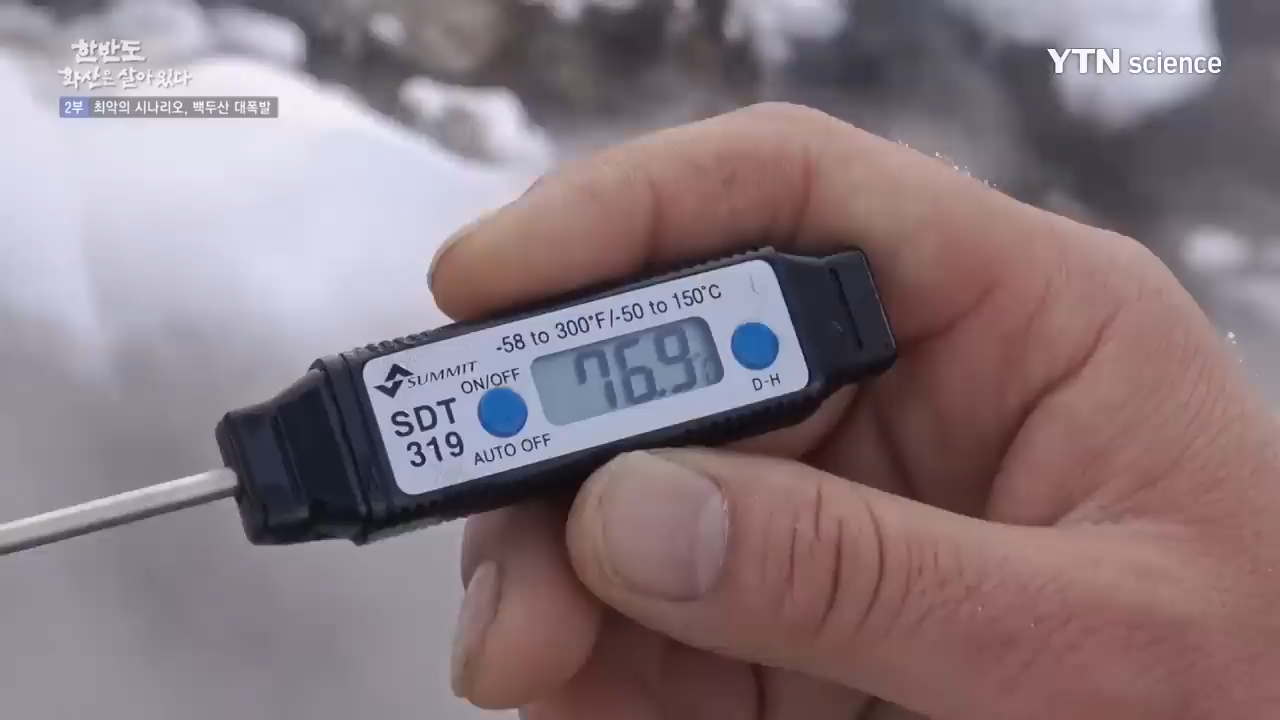 한반도
화산은 살아있다
2부 최악의 시나리오, 백두산 대폭발
YTN science
-58 to 300°F/-50 to 150°C
SUMMIT
ON/OFF
SDT
319
AUTO OFF
76.9
D-H